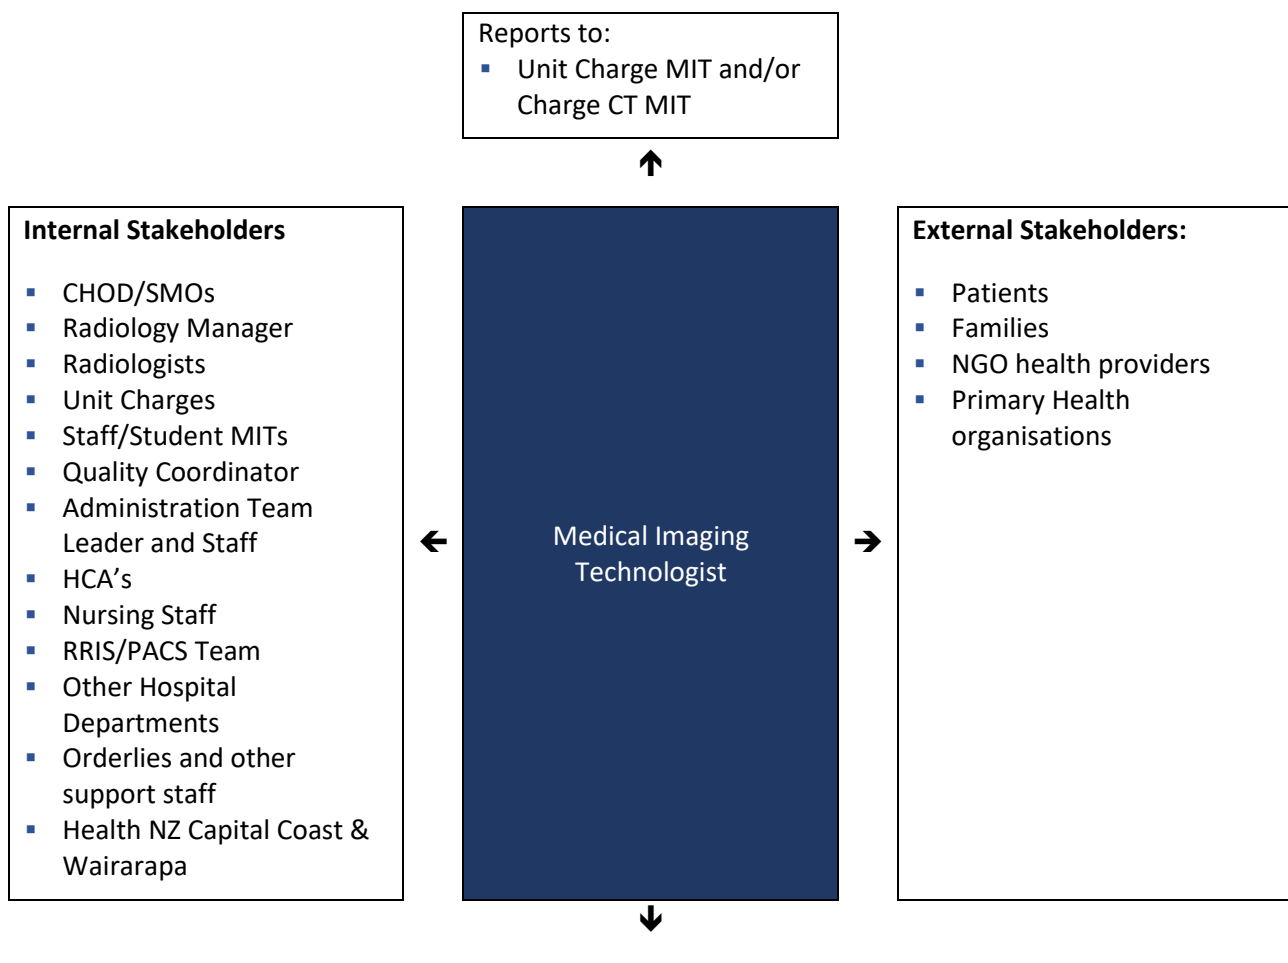 Reports to:
▪ Unit Charge MIT and/or
Charge CT MIT
Internal Stakeholders
▪ CHOD/SMOs
▪ Radiology Manager
▪ Radiologists
▪ Unit Charges
▪ Staff/Student MITs
▪ Quality Coordinator
▪ Administration Team
Leader and Staff
▪ HCA’s
▪ Nursing Staff
▪ RRIS/PACS Team
▪ Other Hospital
Departments
▪ Orderlies and other
support staff
▪ Health NZ Capital Coast &
Wairarapa
Medical Imaging
Technologist
External Stakeholders:
▪ Patients
▪ Families
▪ NGO health providers
▪ Primary Health
organisations